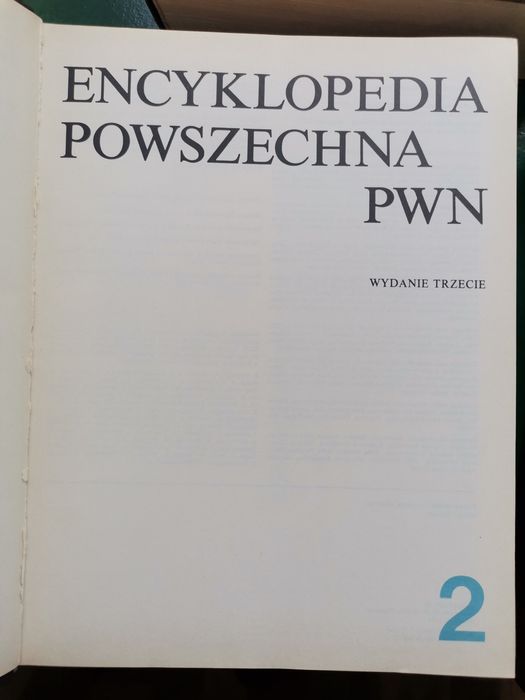 ENCYKLOPEDIA
POWSZECHNA
PWN
WYDANIE TRZECIE
2